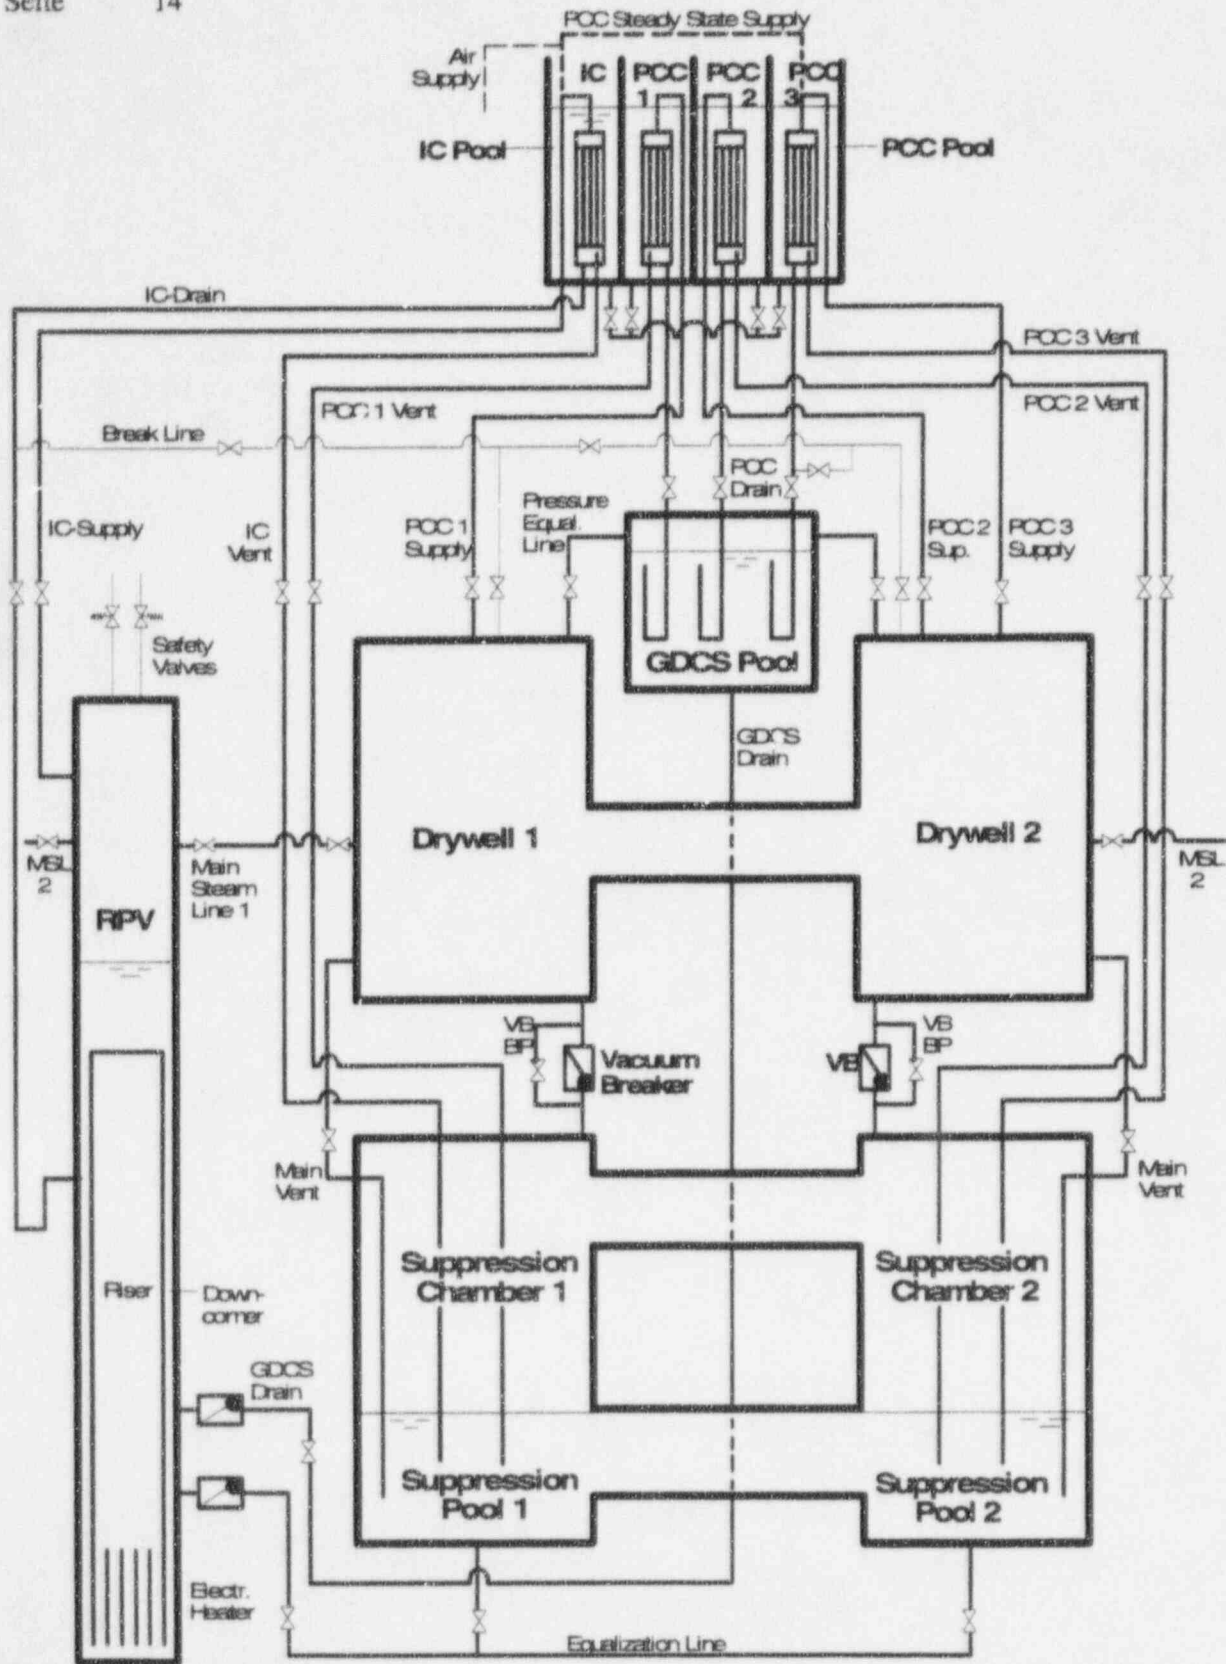 Seite 14
PCC Steady State Supply
Air
Supply
IC
PCC
1
PCC
2
PCC
3
IC Pool
PCC Pool
IC-Drain
PCC 3 Vent
PCC 1 Vent
PCC 2 Vent
Break Line
PCC
Drain
Pressure
Equal.
Line
IC-Supply
IC
Vent
PCC 1
Supply
PCC 2
Sup.
PCC 3
Supply
Safety
Valves
GDCS Pool
GDCS
Drain
Drywell 1
Drywell 2
MSL
2
Main
Steam
Line 1
MSL
2
RPV
VB
BP
Vacuum
Breaker
VB
VB
BP
Main
Vent
Main
Vent
Suppression
Chamber 1
Suppression
Chamber 2
Riser
Down-
comer
GDCS
Drain
Suppression
Pool 1
Suppression
Pool 2
Electr.
Heater
Equalization Line